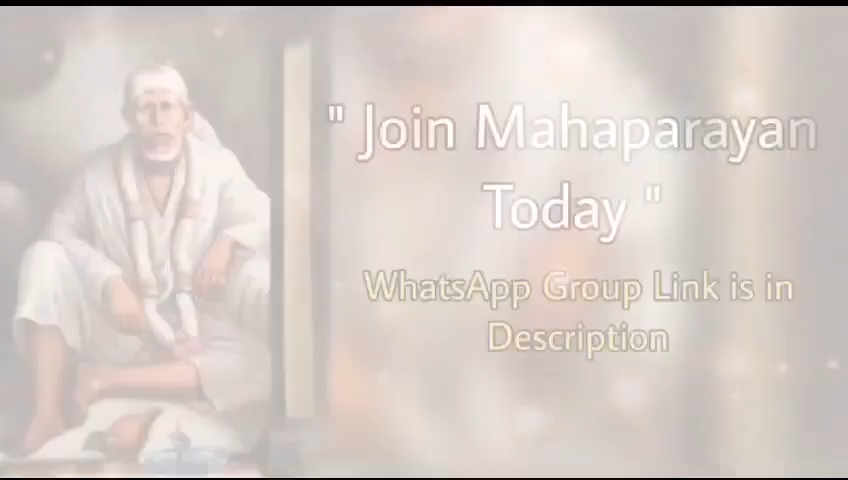 " Join Mahaparayan
Today "
WhatsApp Group Link is in
Description